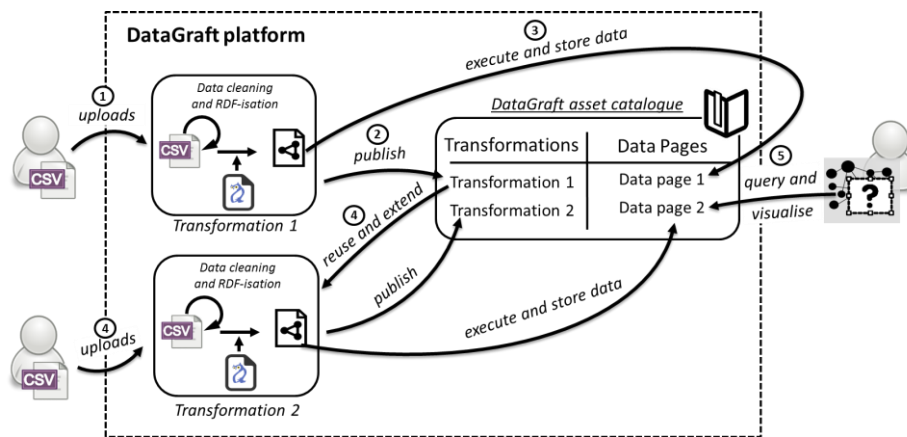 DataGraft platform
3
execute and store data
1
uploads
Data cleaning
and RDF-isation
CSV
CSV
Transformation 1
2
publish
DataGraft asset catalogue
Transformations
Data Pages
Transformation 1
Data page 1
Transformation 2
Data page 2
5
query and
visualise
?
4
reuse and extend
4
uploads
Data cleaning
and RDF-isation
CSV
CSV
Transformation 2
publish
execute and store data